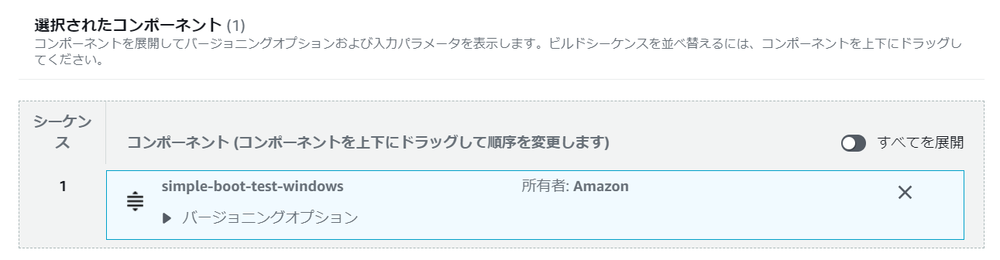 選択されたコンポーネント (1)
コンポーネントを展開してバージョニングオプションおよび入力パラメータを表示します。ビルドシーケンスを並べ替えるには、コンポーネントを上下にドラッグし
てください。
シーケン
ス
コンポーネント (コンポーネントを上下にドラッグして順序を変更します)
すべてを展開
1
simple-boot-test-windows
所有者: Amazon
バージョニングオプション